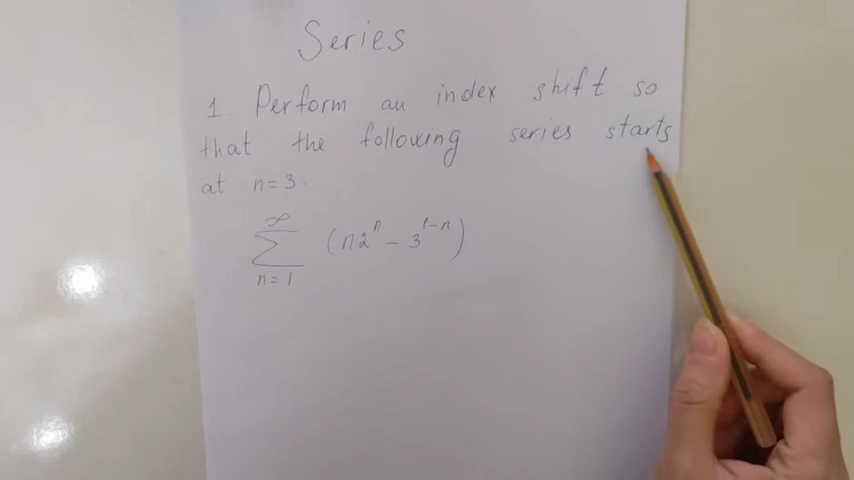 Series
1 Perform an index shift so
that the following series starts
at n=3.
∞
∑ (n2ⁿ − 3¹⁻ⁿ)
n=1